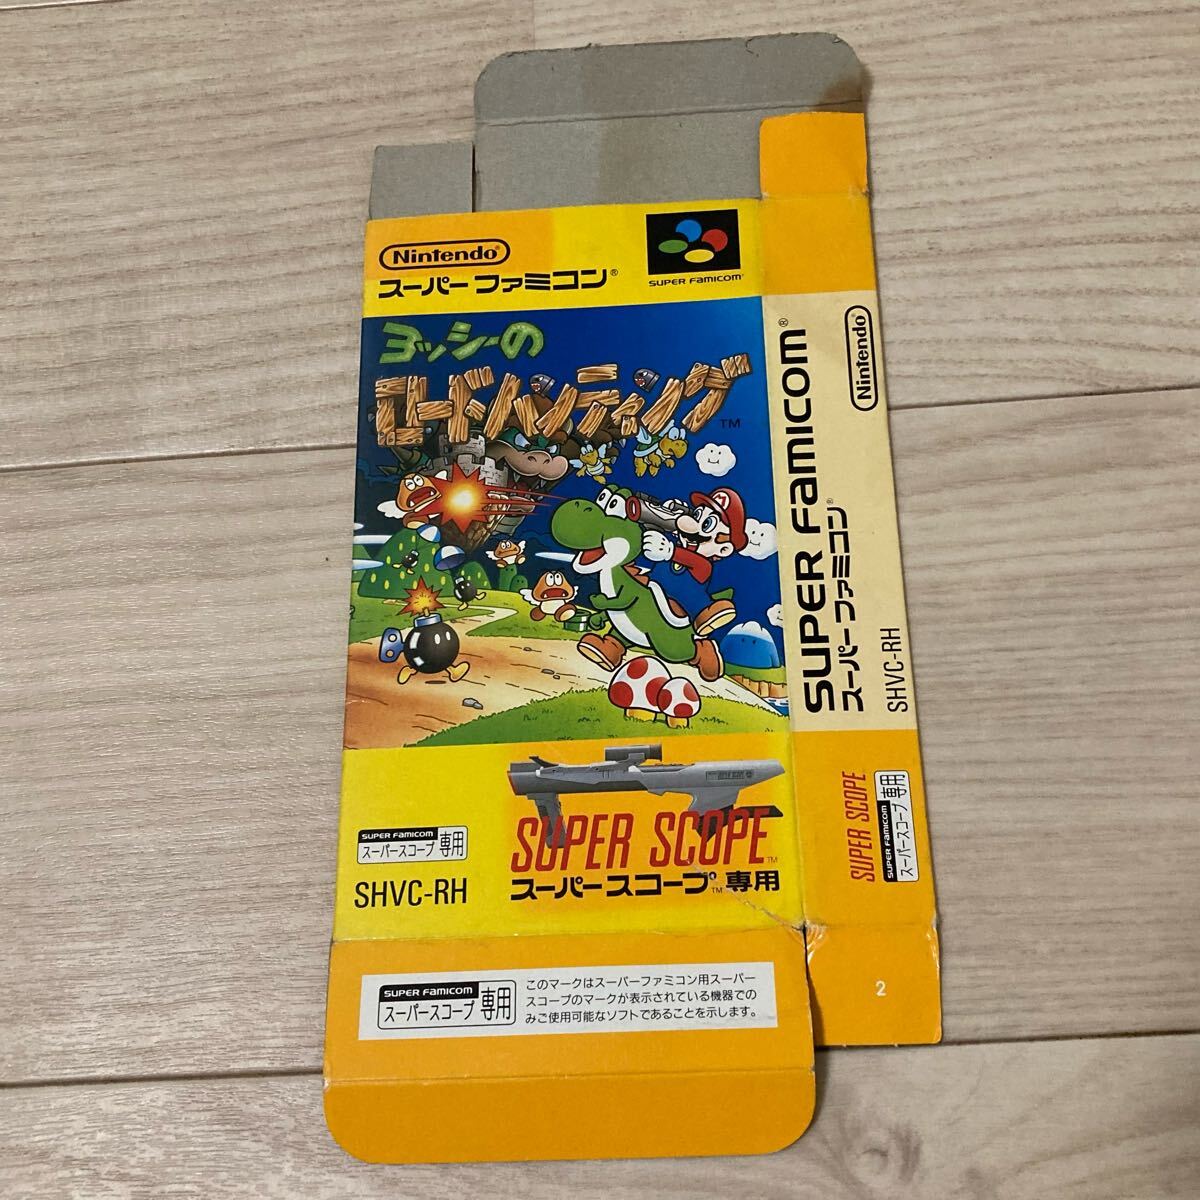 Nintendo®
スーパーファミコン®
SUPER FAMICOM®
ヨッシーの
ロードハンティング™
SUPER SCOPE™
スーパースコープ™専用
SUPER FAMICOM
スーパースコープ 専用
SHVC-RH
SUPER FAMICOM
スーパースコープ 専用
このマークはスーパーファミコン用スーパー
スコープのマークが表示されている機器での
みご使用可能なソフトであることを示します。
Nintendo®
SUPER FAMICOM®
スーパーファミコン®
SHVC-RH
SUPER SCOPE™
SUPER FAMICOM
スーパースコープ 専用
2